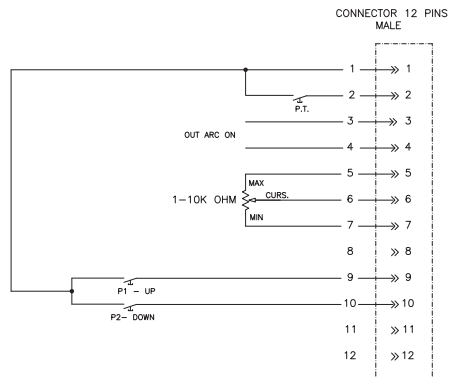 CONNECTOR 12 PINS
MALE
1 1
2 2
P.T.
3 3
OUT ARC ON
4 4
5 5
MAX
1-10K OHM CURS. 6 6
MIN
7 7
8 8
9 9
P1 - UP
10 10
P2- DOWN
11 11
12 12